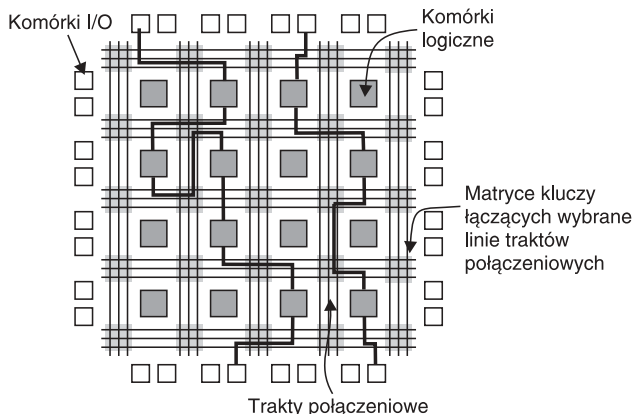 Komórki I/O
Komórki
logiczne
Matryce kluczy
łączących wybrane
linie traktów
połączeniowych
Trakty połączeniowe